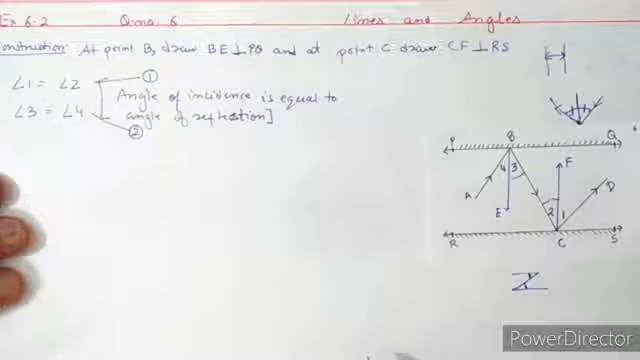 Ex 6.2 Q.no. 6 Lines and Angles
onstruction: At point B, draw BE⊥PQ and at point C draw CF⊥RS
∠1 = ∠2 ①
Angle of incidence is equal to
∠3 = ∠4 angle of reflection]
②
P B Q
4 3 F
A D
E 2 1
R C S
PowerDirector